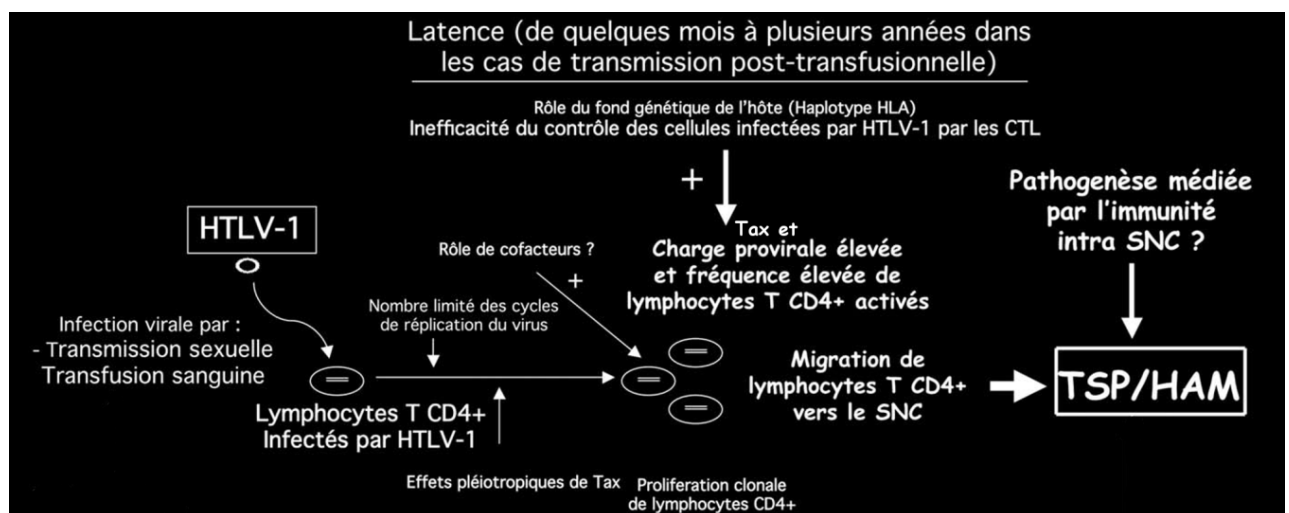 Latence (de quelques mois à plusieurs années dans
les cas de transmission post-transfusionnelle)
Rôle du fond génétique de l'hôte (Haplotype HLA)
Inefficacité du contrôle des cellules infectées par HTLV-1 par les CTL
+
Pathogenèse médiée
par l'immunité
intra SNC ?
HTLV-1
Tax et
Charge provirale élevée
et fréquence élevée de
lymphocytes T CD4+ activés
Rôle de cofacteurs ?
+
Nombre limité des cycles
de réplication du virus
Infection virale par :
- Transmission sexuelle
Transfusion sanguine
Migration de
lymphocytes T CD4+
vers le SNC
TSP/HAM
Lymphocytes T CD4+
Infectés par HTLV-1
Effets pléiotropiques de Tax
Proliferation clonale
de lymphocytes CD4+